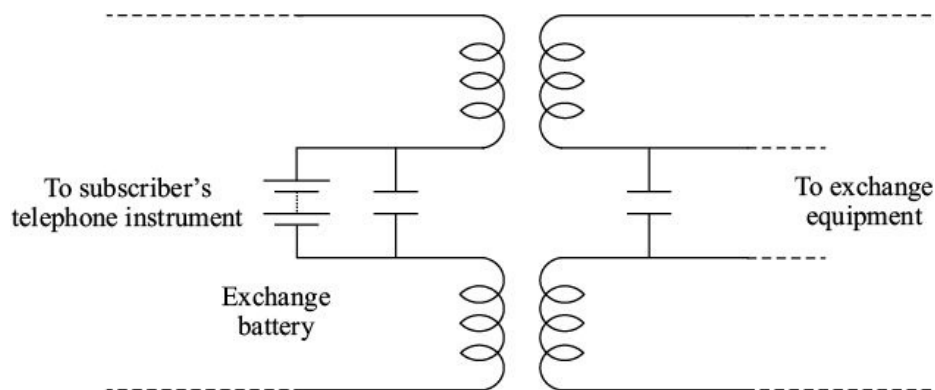 To subscriber's
telephone instrument
Exchange
battery
To exchange
equipment